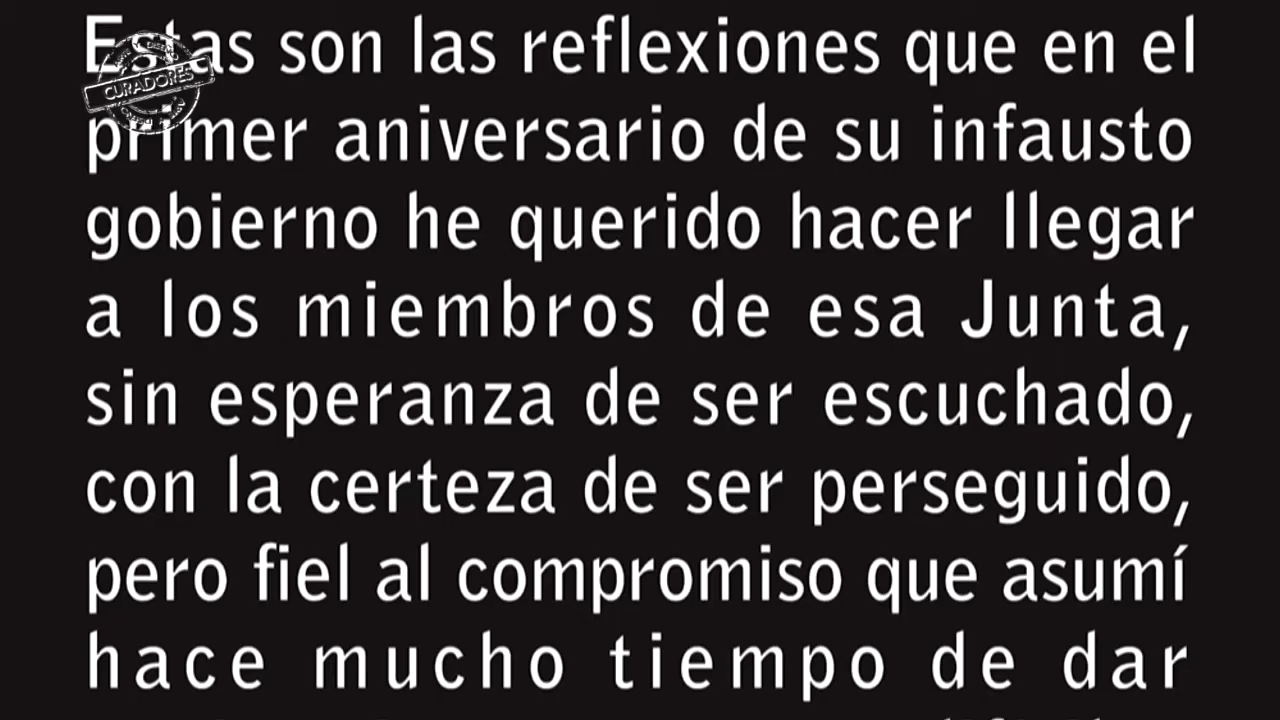 Estas son las reflexiones que en el
primer aniversario de su infausto
gobierno he querido hacer llegar
a los miembros de esa Junta,
sin esperanza de ser escuchado,
con la certeza de ser perseguido,
pero fiel al compromiso que asumí
hace mucho tiempo de dar
CURADORES